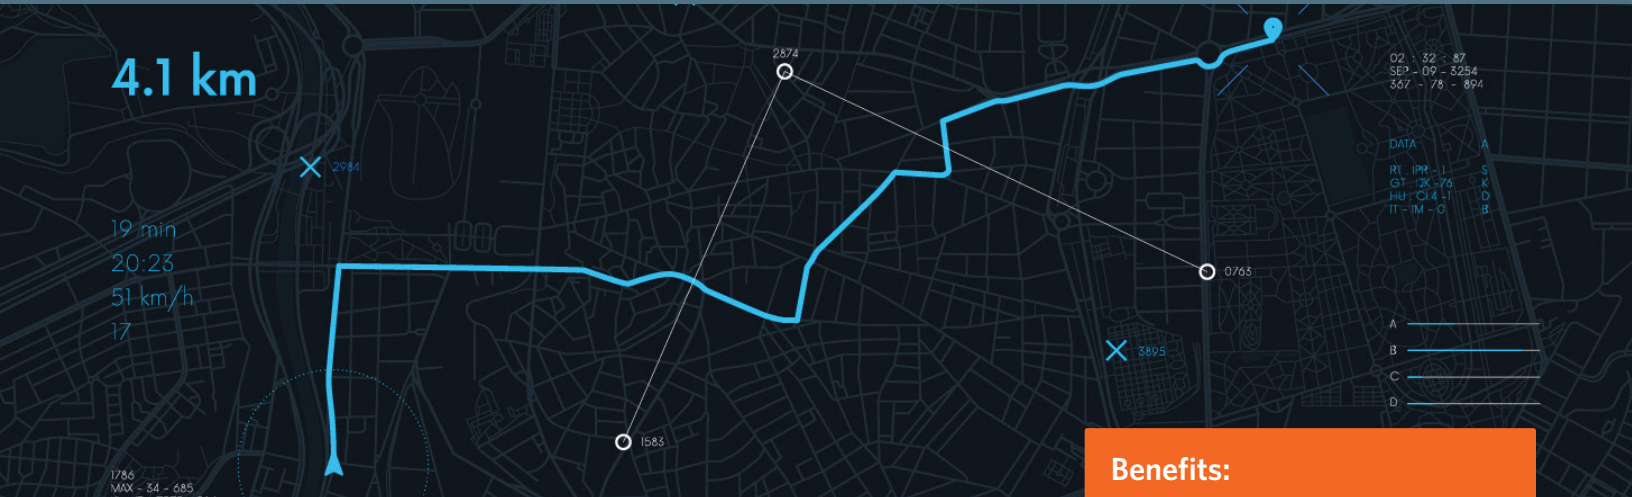 4.1 km
2984
19 min
20:23
51 km/h
17
1786
MAX - 34 - 685
2874
1583
0763
3895
02 : 32 : 87
SEP - 09 - 3254
367 - 78 - 894
DATA A
RT . IPR - 1 S
GT . IJK -76 K
HU . CL4 -1 D
IT - IM - 0 B
A
B
C
D
Benefits: